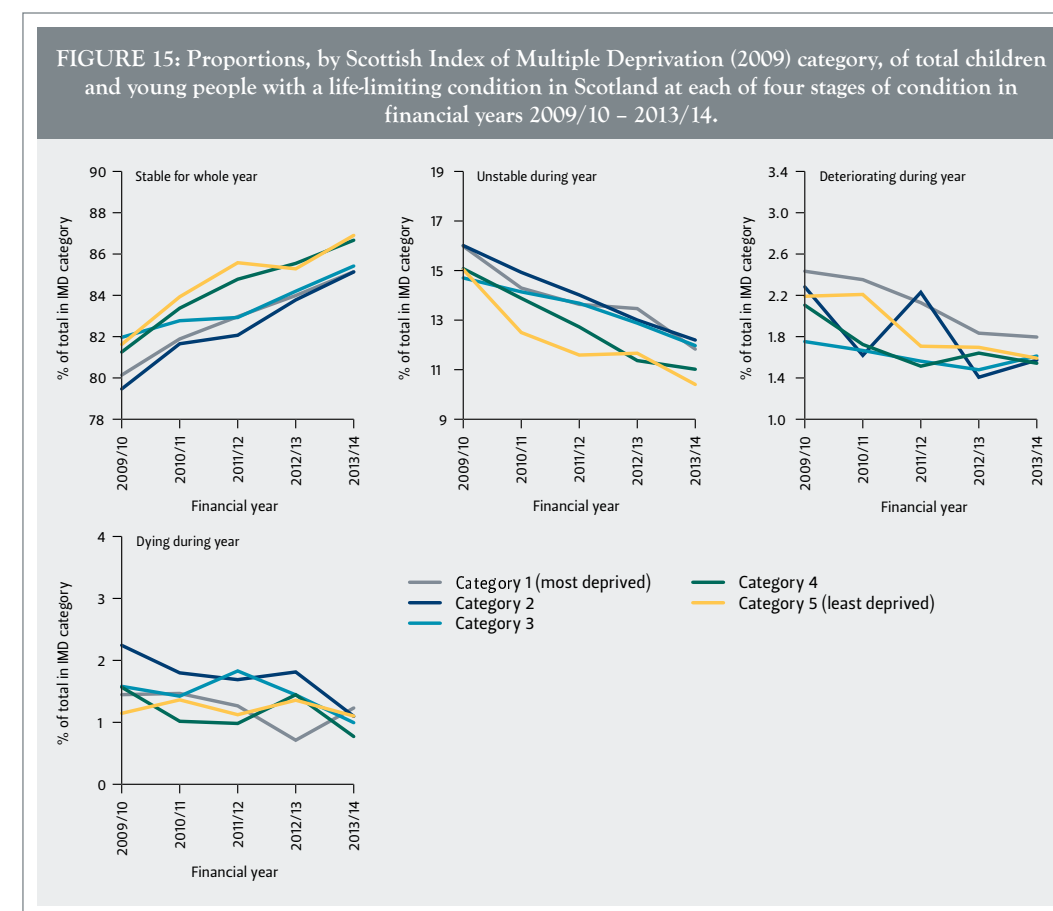 FIGURE 15: Proportions, by Scottish Index of Multiple Deprivation (2009) category, of total children
and young people with a life-limiting condition in Scotland at each of four stages of condition in
financial years 2009/10 – 2013/14.
Stable for whole year
% of total in IMD category
90
88
86
84
82
80
78
2009/10
2010/11
2011/12
2012/13
2013/14
Financial year
Unstable during year
% of total in IMD category
19
17
15
13
11
9
2009/10
2010/11
2011/12
2012/13
2013/14
Financial year
Deteriorating during year
% of total in IMD category
3.4
3.0
2.6
2.2
1.8
1.4
1.0
2009/10
2010/11
2011/12
2012/13
2013/14
Financial year
Dying during year
% of total in IMD category
4
3
2
1
0
2009/10
2010/11
2011/12
2012/13
2013/14
Financial year
Category 1 (most deprived)
Category 2
Category 3
Category 4
Category 5 (least deprived)